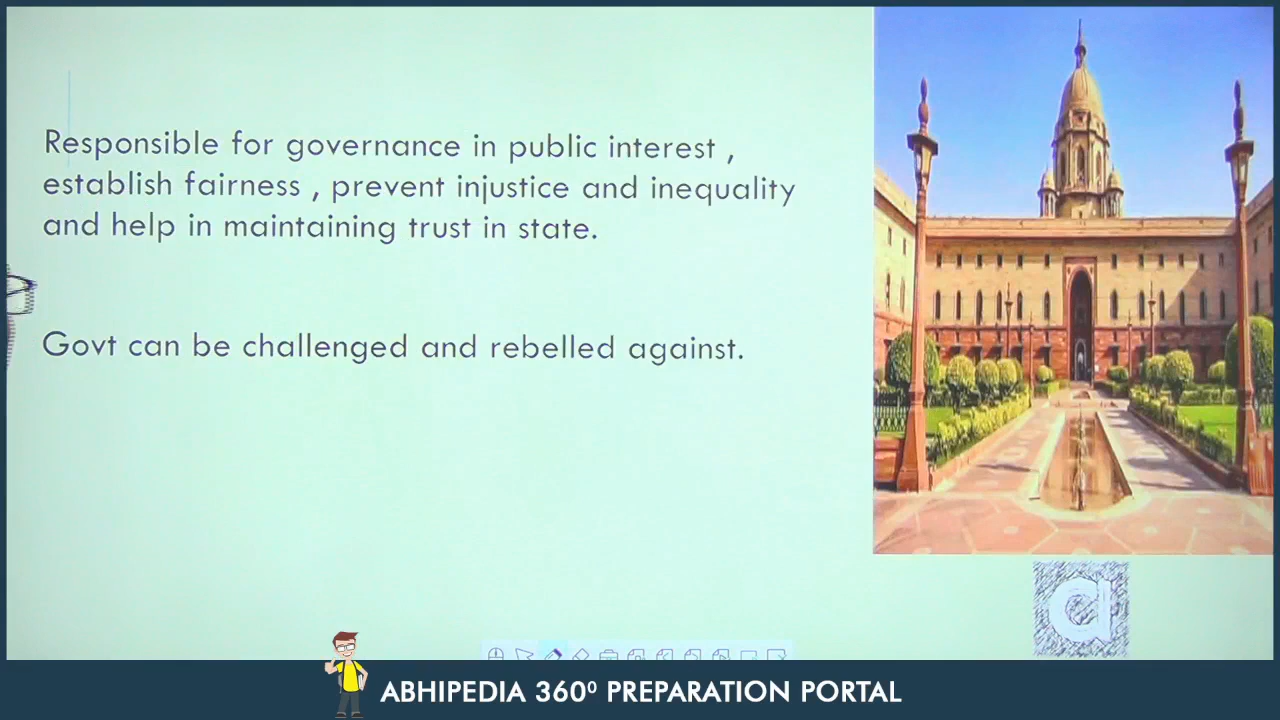 Responsible for governance in public interest ,
establish fairness , prevent injustice and inequality
and help in maintaining trust in state.
Govt can be challenged and rebelled against.
a
ABHIPEDIA 360⁰ PREPARATION PORTAL